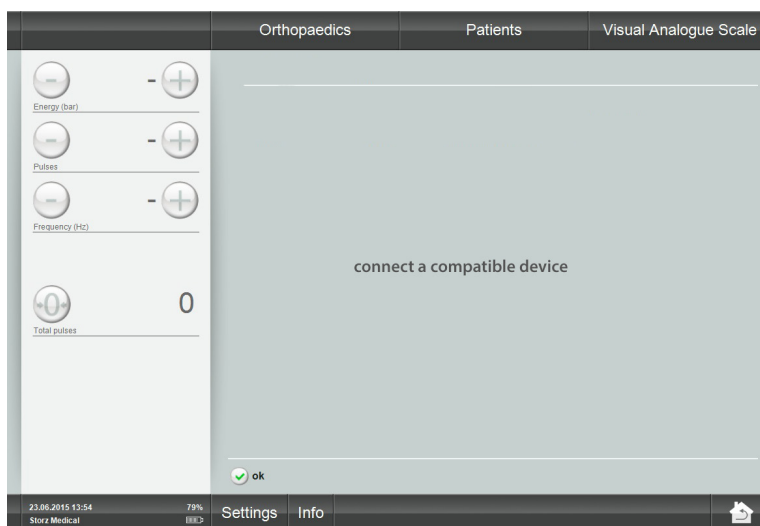 Orthopaedics Patients Visual Analogue Scale
- - +
Energy (bar)
- - +
Pulses
- - +
Frequency (Hz)
0 0
Total pulses
connect a compatible device
ok
23.06.2015 13:54 79%
Storz Medical
Settings Info